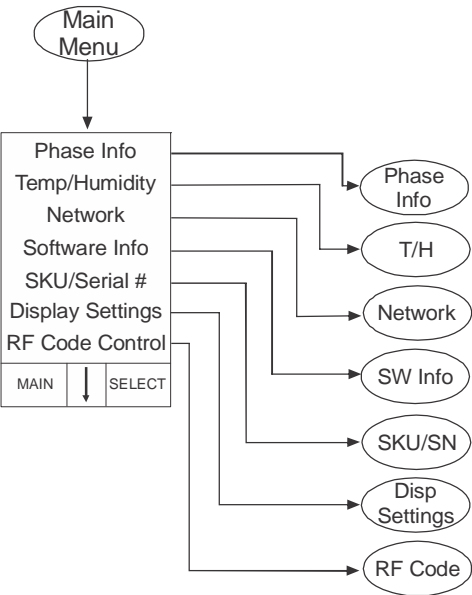 Main
Menu
Phase Info
Temp/Humidity
Network
Software Info
SKU/Serial #
Display Settings
RF Code Control
MAIN SELECT
Phase
Info
T/H
Network
SW Info
SKU/SN
Disp
Settings
RF Code